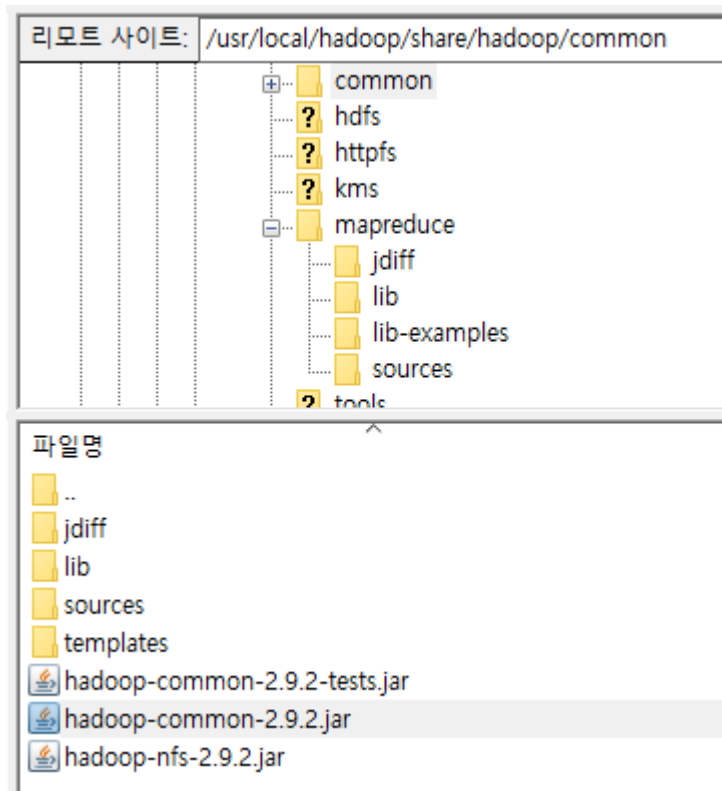 리모트 사이트: /usr/local/hadoop/share/hadoop/common
common
hdfs
httpfs
kms
mapreduce
jdiff
lib
lib-examples
sources
tools
파일명
..
jdiff
lib
sources
templates
hadoop-common-2.9.2-tests.jar
hadoop-common-2.9.2.jar
hadoop-nfs-2.9.2.jar